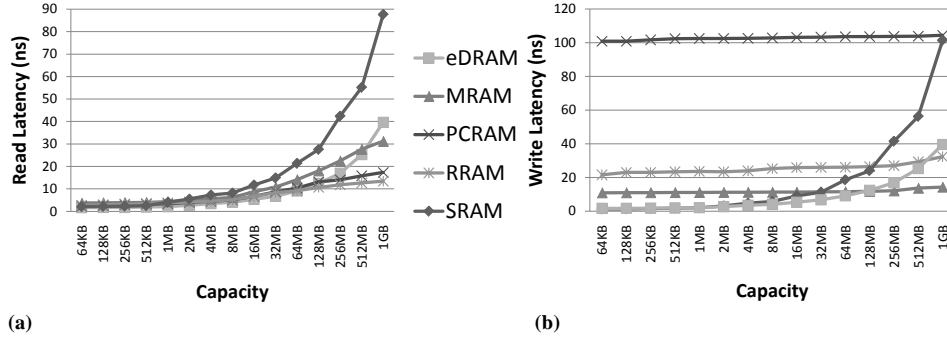 90
80
70
60
50
40
30
20
10
0
Read Latency (ns)
64KB
128KB
256KB
512KB
1MB
2MB
4MB
8MB
16MB
32MB
64MB
128MB
256MB
512MB
1GB
Capacity
(a)
eDRAM
MRAM
PCRAM
RRAM
SRAM
120
100
80
60
40
20
0
Write Latency (ns)
64KB
128KB
256KB
512KB
1MB
2MB
4MB
8MB
16MB
32MB
64MB
128MB
256MB
512MB
1GB
Capacity
(b)